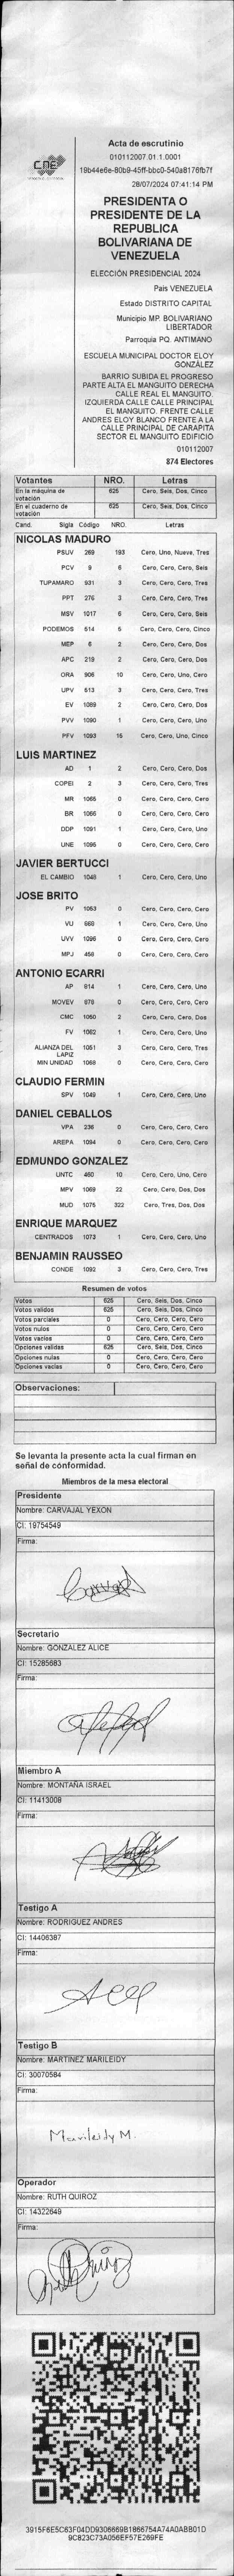 CNE
Acta de escrutinio
010112007.01.1.0001
19b44e6e-80b9-45ff-bbc0-540a8176fb7f
28/07/2024 07:41:14 PM
PRESIDENTA O
PRESIDENTE DE LA
REPUBLICA
BOLIVARIANA DE
VENEZUELA
ELECCIÓN PRESIDENCIAL 2024
País VENEZUELA
Estado DISTRITO CAPITAL
Municipio MP. BOLIVARIANO
LIBERTADOR
Parroquia PQ. ANTIMANO
ESCUELA MUNICIPAL DOCTOR ELOY
GONZÁLEZ
BARRIO SUBIDA EL PROGRESO
PARTE ALTA EL MANGUITO DERECHA
CALLE REAL EL MANGUITO.
IZQUIERDA CALLE CALLE PRINCIPAL
EL MANGUITO. FRENTE CALLE
ANDRES ELOY BLANCO FRENTE A LA
CALLE PRINCIPAL DE CARAPITA
SECTOR EL MANGUITO EDIFICIO
010112007
874 Electores
Votantes NRO. Letras
En la máquina de votación 625 Cero, Seis, Dos, Cinco
En el cuaderno de votación 625 Cero, Seis, Dos, Cinco
Cand. Sigla Código NRO. Letras
NICOLAS MADURO
PSUV 269 193 Cero, Uno, Nueve, Tres
PCV 9 6 Cero, Cero, Cero, Seis
TUPAMARO 931 3 Cero, Cero, Cero, Tres
PPT 276 3 Cero, Cero, Cero, Tres
MSV 1017 6 Cero, Cero, Cero, Seis
PODEMOS 514 5 Cero, Cero, Cero, Cinco
MEP 6 2 Cero, Cero, Cero, Dos
APC 219 2 Cero, Cero, Cero, Dos
ORA 906 10 Cero, Cero, Uno, Cero
UPV 513 3 Cero, Cero, Cero, Tres
EV 1089 2 Cero, Cero, Cero, Dos
PVV 1090 1 Cero, Cero, Cero, Uno
PFV 1093 15 Cero, Cero, Uno, Cinco
LUIS MARTINEZ
AD 1 2 Cero, Cero, Cero, Dos
COPEI 2 3 Cero, Cero, Cero, Tres
MR 1065 0 Cero, Cero, Cero, Cero
BR 1066 0 Cero, Cero, Cero, Cero
DDP 1091 1 Cero, Cero, Cero, Uno
UNE 1096 0 Cero, Cero, Cero, Cero
JAVIER BERTUCCI
EL CAMBIO 1048 1 Cero, Cero, Cero, Uno
JOSE BRITO
PV 1053 0 Cero, Cero, Cero, Cero
VU 669 1 Cero, Cero, Cero, Uno
UVV 1095 0 Cero, Cero, Cero, Cero
MPJ 458 0 Cero, Cero, Cero, Cero
ANTONIO ECARRI
AP 814 1 Cero, Cero, Cero, Uno
MOVEV 878 0 Cero, Cero, Cero, Cero
CMC 1050 2 Cero, Cero, Cero, Dos
FV 1062 1 Cero, Cero, Cero, Uno
ALIANZA DEL LAPIZ 1051 3 Cero, Cero, Cero, Tres
MIN UNIDAD 1068 0 Cero, Cero, Cero, Cero
CLAUDIO FERMIN
SPV 1049 1 Cero, Cero, Cero, Uno
DANIEL CEBALLOS
VPA 236 0 Cero, Cero, Cero, Cero
AREPA 1094 0 Cero, Cero, Cero, Cero
EDMUNDO GONZALEZ
UNTC 460 10 Cero, Cero, Uno, Cero
MPV 1069 22 Cero, Cero, Dos, Dos
MUD 1075 322 Cero, Tres, Dos, Dos
ENRIQUE MARQUEZ
CENTRADOS 1073 1 Cero, Cero, Cero, Uno
BENJAMIN RAUSSEO
CONDE 1092 3 Cero, Cero, Cero, Tres
Resumen de votos
Votos 625 Cero, Seis, Dos, Cinco
Votos validos 625 Cero, Seis, Dos, Cinco
Votos parciales 0 Cero, Cero, Cero, Cero
Votos nulos 0 Cero, Cero, Cero, Cero
Votos vacíos 0 Cero, Cero, Cero, Cero
Opciones validas 625 Cero, Seis, Dos, Cinco
Opciones nulas 0 Cero, Cero, Cero, Cero
Opciones vacías 0 Cero, Cero, Cero, Cero
Observaciones:
Se levanta la presente acta la cual firman en
señal de conformidad.
Miembros de la mesa electoral
Presidente
Nombre: CARVAJAL YEXON
CI: 19754549
Firma:
Secretario
Nombre: GONZALEZ ALICE
CI: 15285683
Firma:
Miembro A
Nombre: MONTAÑA ISRAEL
CI: 11413008
Firma:
Testigo A
Nombre: RODRIGUEZ ANDRES
CI: 14406387
Firma:
Testigo B
Nombre: MARTINEZ MARILEIDY
CI: 30070584
Firma:
Marileidy M.
Operador
Nombre: RUTH QUIROZ
CI: 14322649
Firma:
3915F6E5C63F04DD9306669B1866754A74A0ABB01D
9C823C73A056EF57E269FE